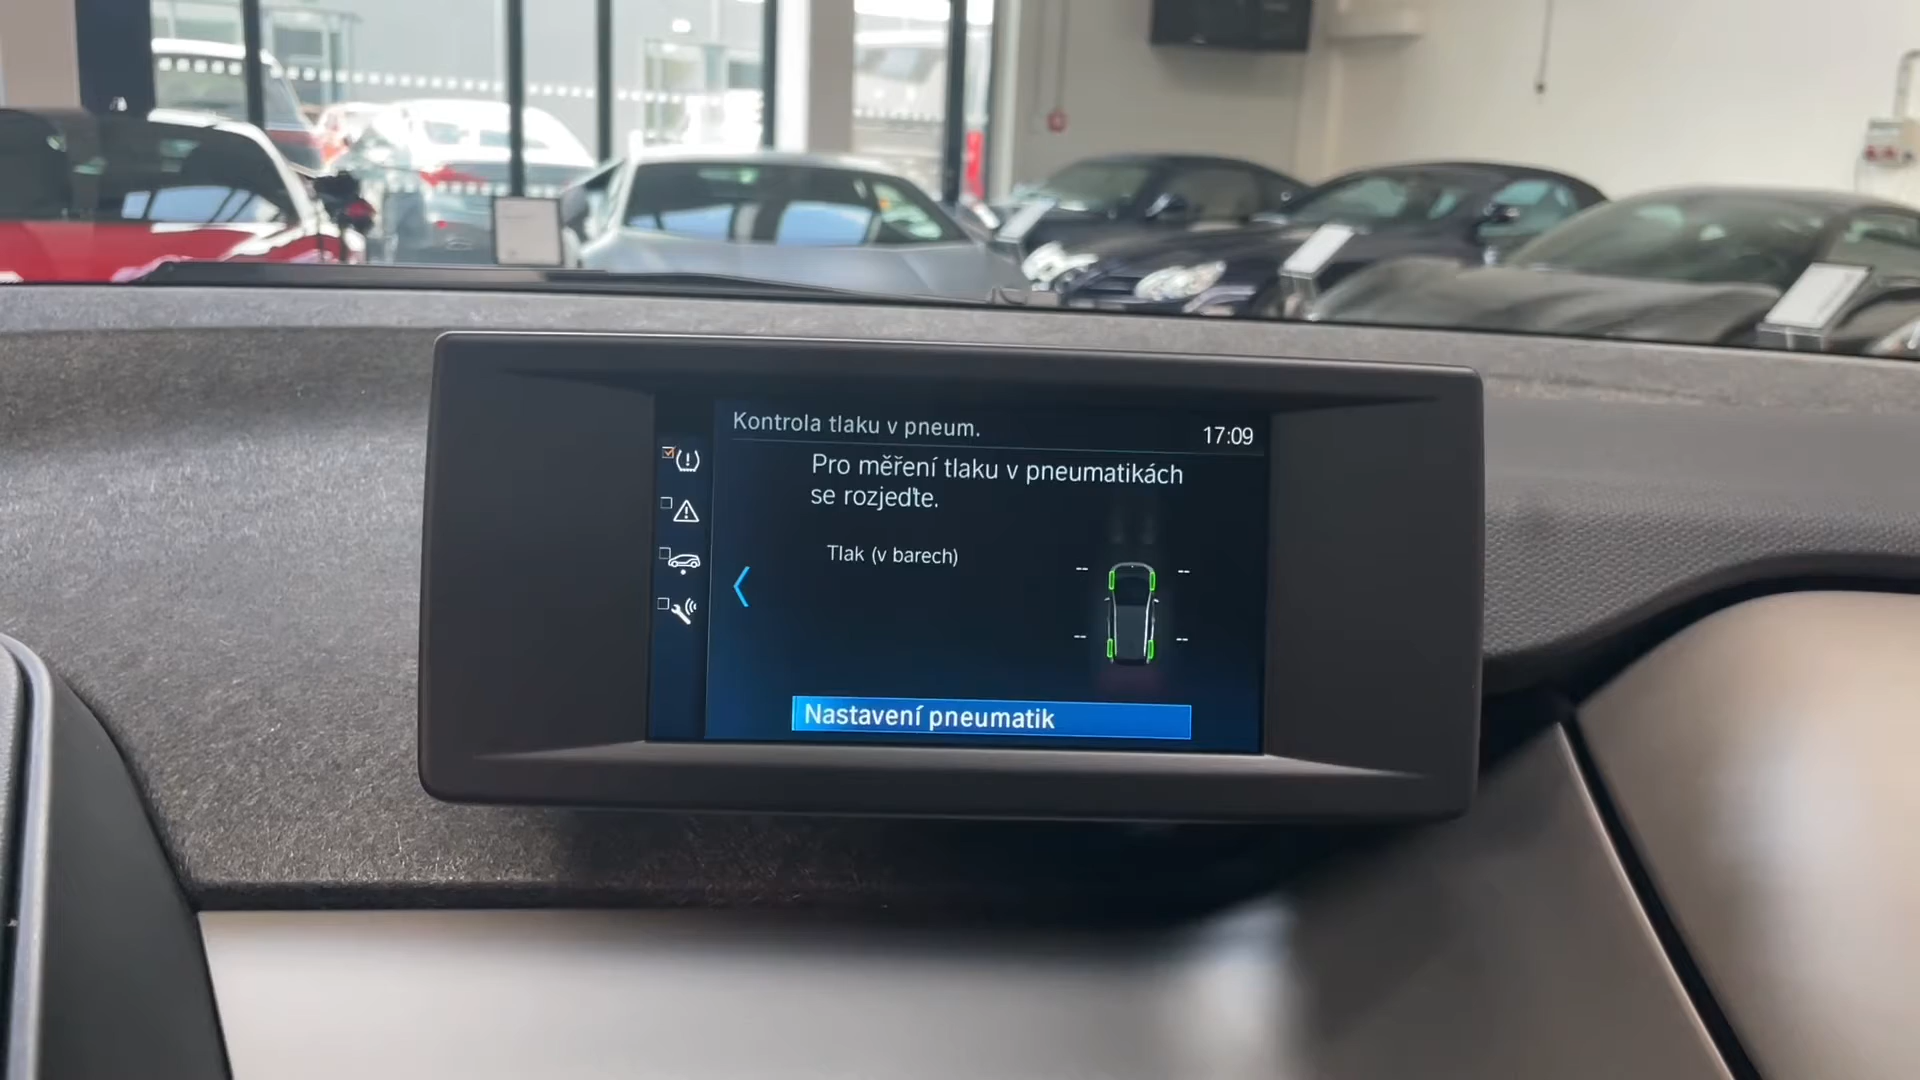 Kontrola tlaku v pneum.
17:09
Pro měření tlaku v pneumatikách
se rozjeďte.
Tlak (v barech)
-- --
-- --
Nastavení pneumatik